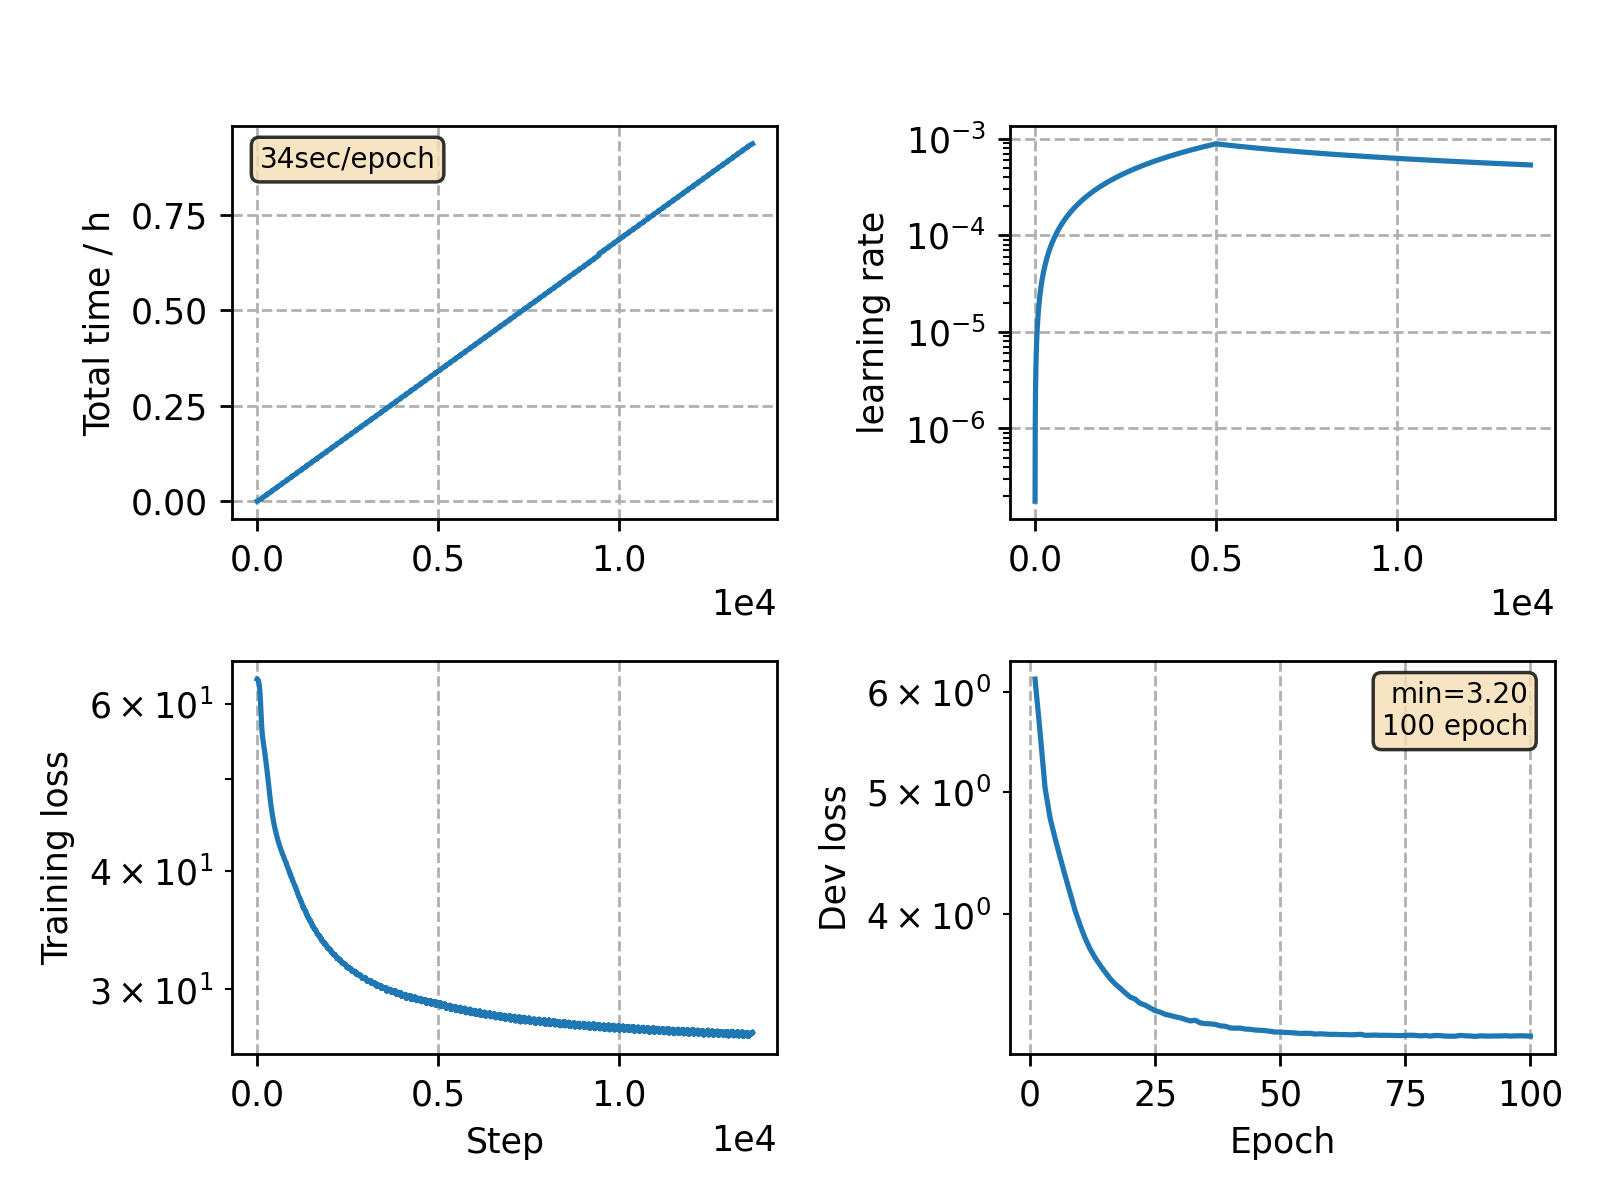 34sec/epoch
Total time / h
0.75
0.50
0.25
0.00
0.0 0.5 1.0
1e4
learning rate
10⁻³
10⁻⁴
10⁻⁵
10⁻⁶
0.0 0.5 1.0
1e4
Training loss
6 × 10¹
4 × 10¹
3 × 10¹
0.0 0.5 1.0
Step
1e4
min=3.20
100 epoch
Dev loss
6 × 10⁰
5 × 10⁰
4 × 10⁰
0 25 50 75 100
Epoch